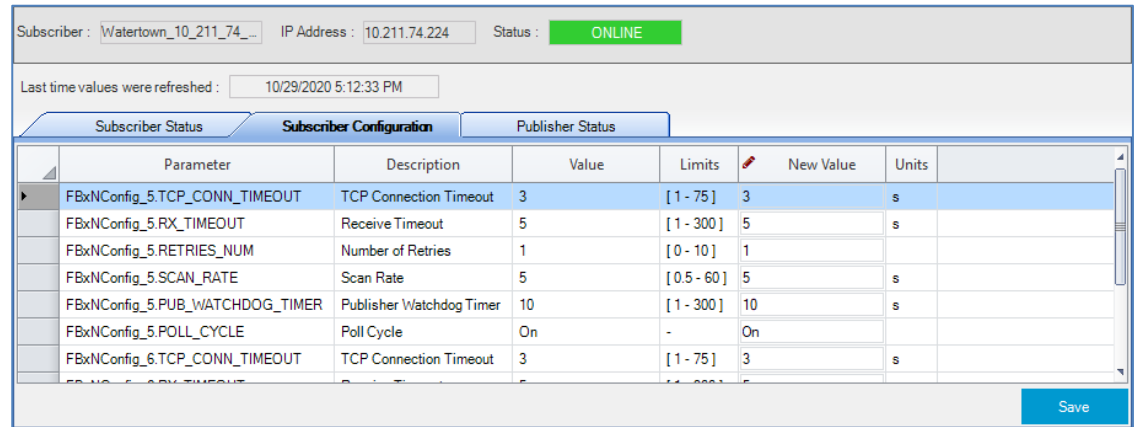 Subscriber : Watertown_10_211_74_... IP Address : 10.211.74.224 Status : ONLINE
Last time values were refreshed : 10/29/2020 5:12:33 PM
Subscriber Status Subscriber Configuration Publisher Status
Parameter Description Value Limits New Value Units
FBxNConfig_5.TCP_CONN_TIMEOUT TCP Connection Timeout 3 [ 1 - 75 ] 3 s
FBxNConfig_5.RX_TIMEOUT Receive Timeout 5 [ 1 - 300 ] 5 s
FBxNConfig_5.RETRIES_NUM Number of Retries 1 [ 0 - 10 ] 1
FBxNConfig_5.SCAN_RATE Scan Rate 5 [ 0.5 - 60 ] 5 s
FBxNConfig_5.PUB_WATCHDOG_TIMER Publisher Watchdog Timer 10 [ 1 - 300 ] 10 s
FBxNConfig_5.POLL_CYCLE Poll Cycle On - On
FBxNConfig_6.TCP_CONN_TIMEOUT TCP Connection Timeout 3 [ 1 - 75 ] 3 s
Save